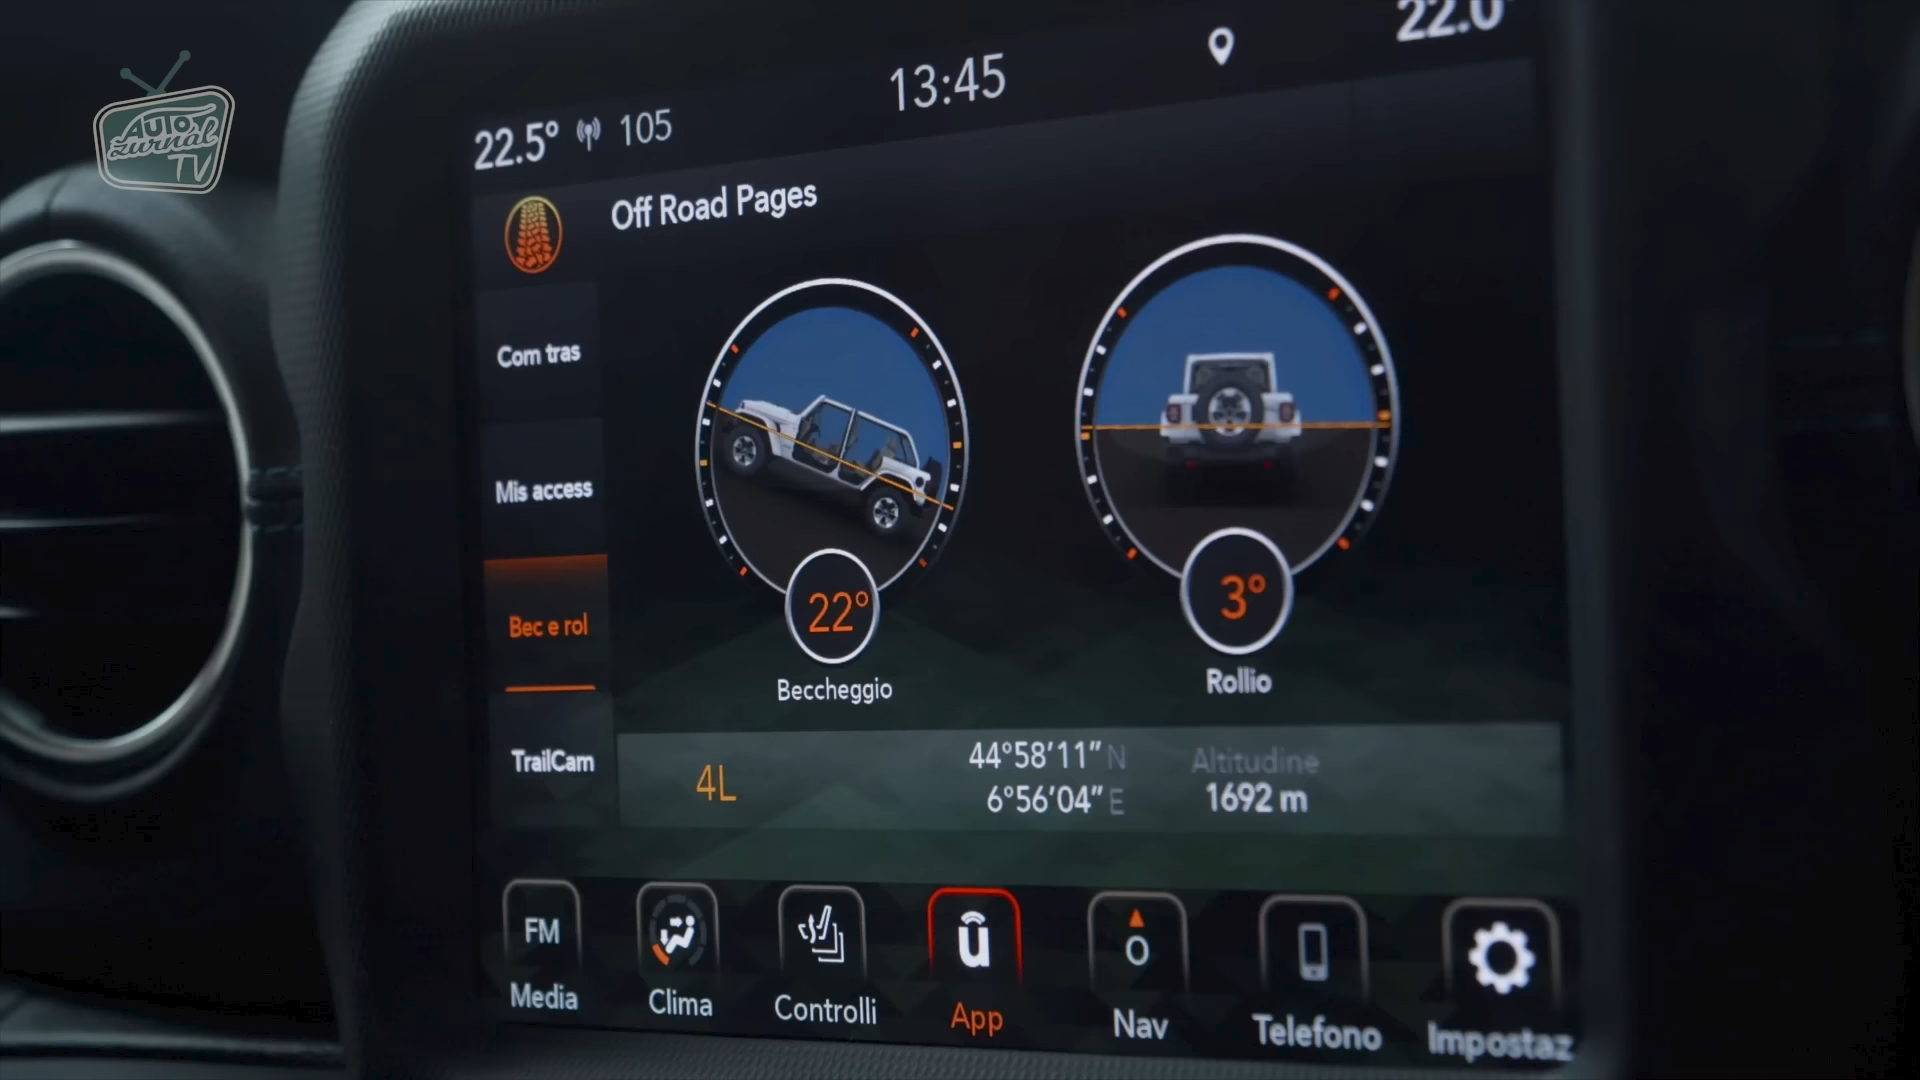 AUTO
žurnal
TV
22.5° 105
13:45
22.0°
Off Road Pages
Com tras
Mis access
Bec e rol
TrailCam
22°
Beccheggio
3°
Rollio
4L
44°58'11" N
6°56'04" E
Altitudine
1692 m
FM
Media
Clima
Controlli
ū
App
O
Nav
Telefono
Impostaz